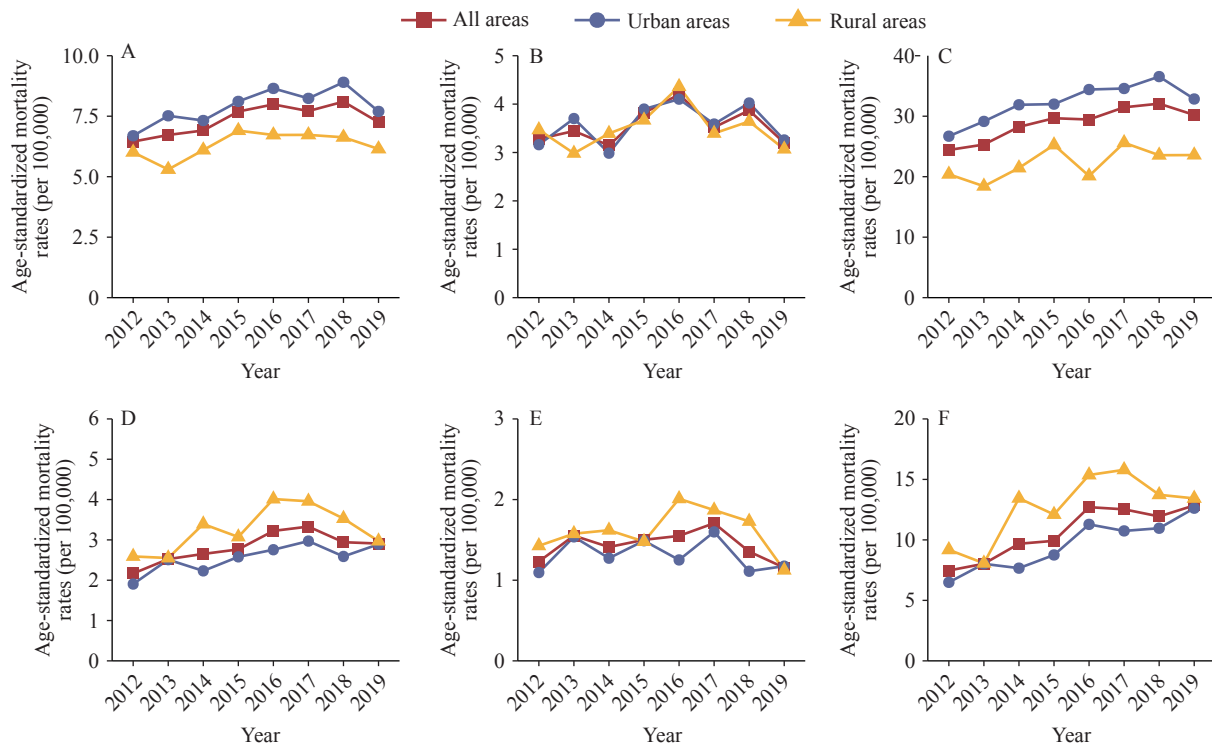 All areas Urban areas Rural areas
A
Age-standardized mortality
rates (per 100,000)
10.0
7.5
5.0
2.5
0
2012 2013 2014 2015 2016 2017 2018 2019
Year
B
Age-standardized mortality
rates (per 100,000)
5
4
3
2
1
0
2012 2013 2014 2015 2016 2017 2018 2019
Year
C
Age-standardized mortality
rates (per 100,000)
40
30
20
10
0
2012 2013 2014 2015 2016 2017 2018 2019
Year
D
Age-standardized mortality
rates (per 100,000)
6
5
4
3
2
1
0
2012 2013 2014 2015 2016 2017 2018 2019
Year
E
Age-standardized mortality
rates (per 100,000)
3
2
1
0
2012 2013 2014 2015 2016 2017 2018 2019
Year
F
Age-standardized mortality
rates (per 100,000)
20
15
10
5
0
2012 2013 2014 2015 2016 2017 2018 2019
Year